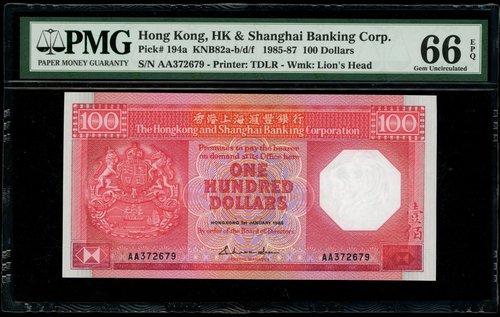 PMG
PAPER MONEY GUARANTY
Hong Kong, HK & Shanghai Banking Corp.
Pick# 194a KNB82a-b/d/f 1985-87 100 Dollars
S/N AA372679 - Printer: TDLR - Wmk: Lion's Head
66 EPQ
Gem Uncirculated
100
香港上海滙豐銀行
100
The Hongkong and Shanghai Banking Corporation
Promises to pay the bearer
on demand at its Office here
ONE
HUNDRED
DOLLARS
HONGKONG 1st JANUARY 1985
By order of the Board of Directors
AA372679
AA372679